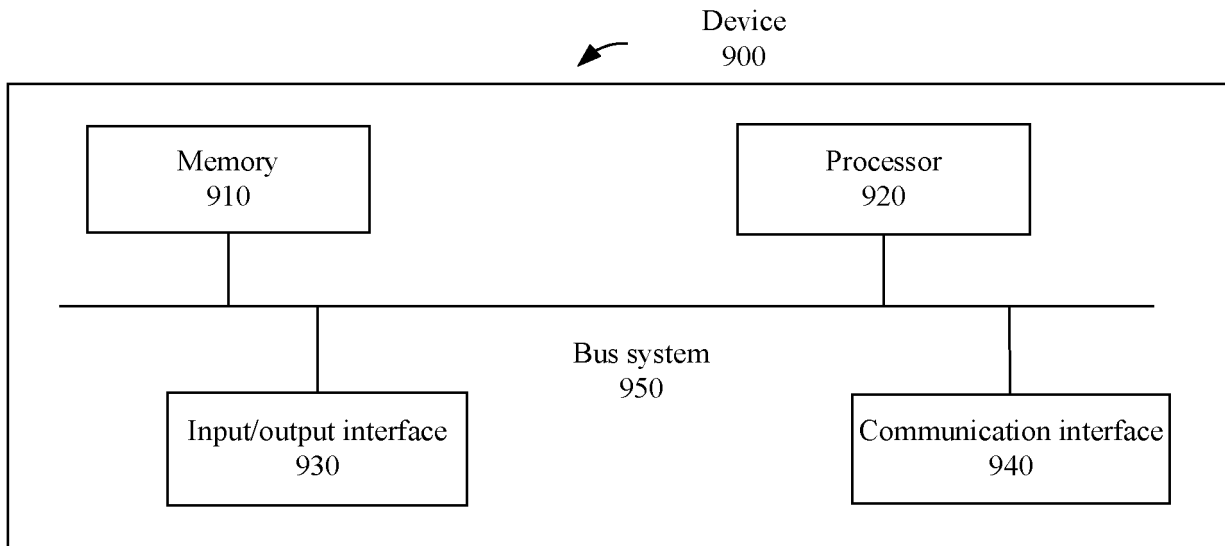 Device
900
Memory
910
Processor
920
Bus system
950
Input/output interface
930
Communication interface
940